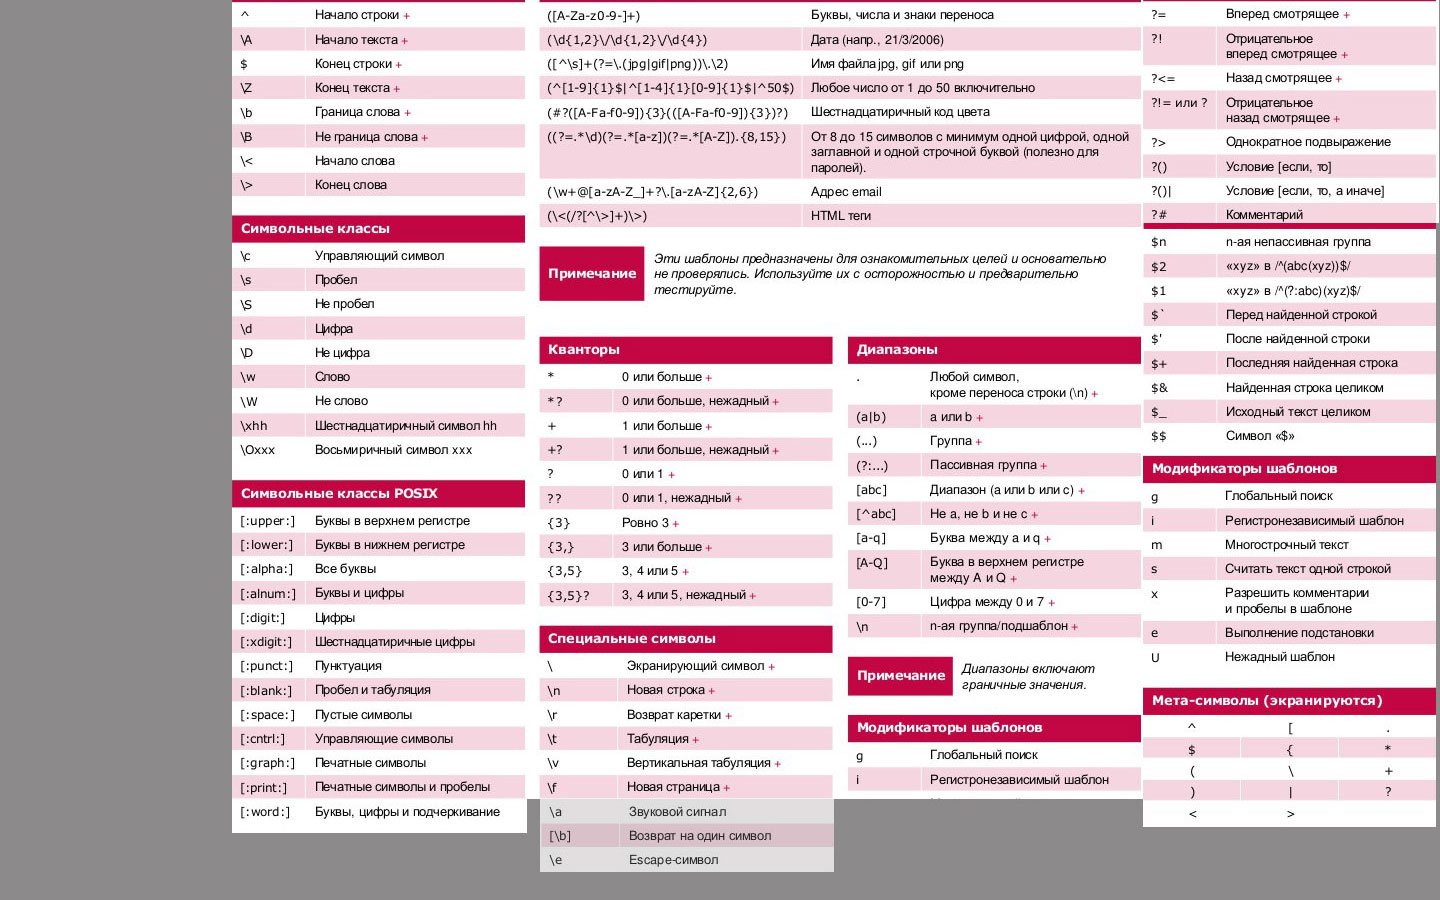 ^ Начало строки +
\A Начало текста +
$ Конец строки +
\Z Конец текста +
\b Граница слова +
\B Не граница слова +
\< Начало слова
\> Конец слова
Символьные классы
\c Управляющий символ
\s Пробел
\S Не пробел
\d Цифра
\D Не цифра
\w Слово
\W Не слово
\xhh Шестнадцатиричный символ hh
\Oxxx Восьмиричный символ xxx
Символьные классы POSIX
[:upper:] Буквы в верхнем регистре
[:lower:] Буквы в нижнем регистре
[:alpha:] Все буквы
[:alnum:] Буквы и цифры
[:digit:] Цифры
[:xdigit:] Шестнадцатиричные цифры
[:punct:] Пунктуация
[:blank:] Пробел и табуляция
[:space:] Пустые символы
[:cntrl:] Управляющие символы
[:graph:] Печатные символы
[:print:] Печатные символы и пробелы
[:word:] Буквы, цифры и подчеркивание
([A-Za-z0-9-]+) Буквы, числа и знаки переноса
(\d{1,2}\/\d{1,2}\/\d{4}) Дата (напр., 21/3/2006)
([^\s]+(?=\.(jpg|gif|png))\.\2) Имя файла jpg, gif или png
(^[1-9]{1}$|^[1-4]{1}[0-9]{1}$|^50$) Любое число от 1 до 50 включительно
(#?([A-Fa-f0-9]){3}(([A-Fa-f0-9]){3})?) Шестнадцатиричный код цвета
((?=.*\d)(?=.*[a-z])(?=.*[A-Z]).{8,15}) От 8 до 15 символов с минимум одной цифрой, одной
заглавной и одной строчной буквой (полезно для
паролей).
(\w+@[a-zA-Z_]+?\.[a-zA-Z]{2,6}) Адрес email
(\<(/?[^\>]+)\>) HTML теги
Примечание
Эти шаблоны предназначены для ознакомительных целей и основательно
не проверялись. Используйте их с осторожностью и предварительно
тестируйте.
Кванторы
* 0 или больше +
*? 0 или больше, нежадный +
+ 1 или больше +
+? 1 или больше, нежадный +
? 0 или 1 +
?? 0 или 1, нежадный +
{3} Ровно 3 +
{3,} 3 или больше +
{3,5} 3, 4 или 5 +
{3,5}? 3, 4 или 5, нежадный +
Специальные символы
\ Экранирующий символ +
\n Новая строка +
\r Возврат каретки +
\t Табуляция +
\v Вертикальная табуляция +
\f Новая страница +
\a Звуковой сигнал
[\b] Возврат на один символ
\e Escape-символ
Диапазоны
. Любой символ,
кроме переноса строки (\n) +
(a|b) a или b +
(...) Группа +
(?:...) Пассивная группа +
[abc] Диапазон (a или b или c) +
[^abc] Не a, не b и не c +
[a-q] Буква между a и q +
[A-Q] Буква в верхнем регистре
между A и Q +
[0-7] Цифра между 0 и 7 +
\n n-ая группа/подшаблон +
Примечание
Диапазоны включают
граничные значения.
Модификаторы шаблонов
g Глобальный поиск
i Регистронезависимый шаблон
?= Вперед смотрящее +
?! Отрицательное
вперед смотрящее +
?<= Назад смотрящее +
?!= или ? Отрицательное
назад смотрящее +
?> Однократное подвыражение
?() Условие [если, то]
?()| Условие [если, то, а иначе]
?# Комментарий
$n n-ая непассивная группа
$2 «xyz» в /^(abc(xyz))$/
$1 «xyz» в /^(?:abc)(xyz)$/
$` Перед найденной строкой
$' После найденной строки
$+ Последняя найденная строка
$& Найденная строка целиком
$_ Исходный текст целиком
$$ Символ «$»
Модификаторы шаблонов
g Глобальный поиск
i Регистронезависимый шаблон
m Многострочный текст
s Считать текст одной строкой
x Разрешить комментарии
и пробелы в шаблоне
e Выполнение подстановки
U Нежадный шаблон
Мета-символы (экранируются)
^ [ .
$ { *
( \ +
) | ?
< >